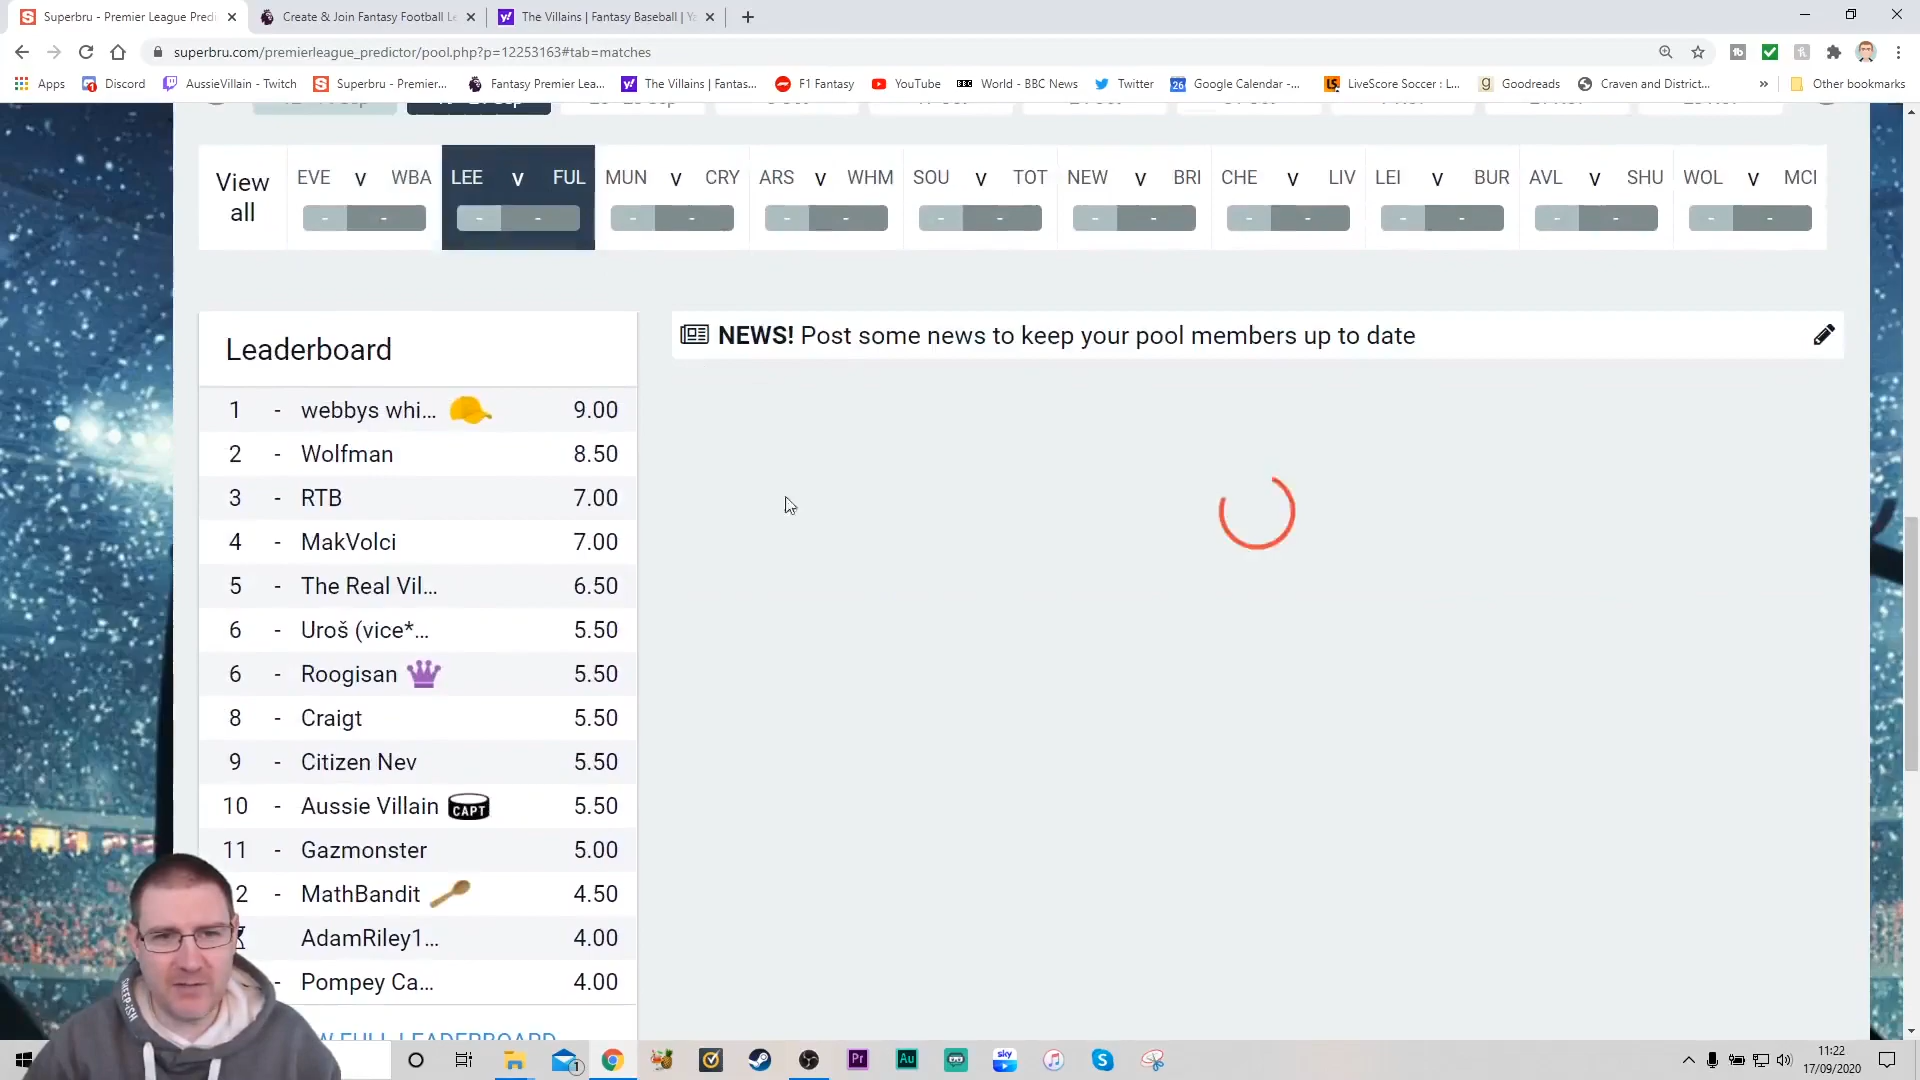 Superbru - Premier League Predi
Create & Join Fantasy Football Le
The Villains | Fantasy Baseball | Ya
superbru.com/premierleague_predictor/pool.php?p=12253163#tab=matches
Apps
Discord
AussieVillain - Twitch
Superbru - Premier...
Fantasy Premier Lea...
The Villains | Fantas...
F1 Fantasy
YouTube
World - BBC News
Twitter
Google Calendar -...
LiveScore Soccer : L...
Goodreads
Craven and District...
»
Other bookmarks
View all
EVE v WBA
- -
LEE v FUL
- -
MUN v CRY
- -
ARS v WHM
- -
SOU v TOT
- -
NEW v BRI
- -
CHE v LIV
- -
LEI v BUR
- -
AVL v SHU
- -
WOL v MCI
- -
Leaderboard
1 - webbys whi... 9.00
2 - Wolfman 8.50
3 - RTB 7.00
4 - MakVolci 7.00
5 - The Real Vil... 6.50
6 - Uroš (vice*... 5.50
6 - Roogisan 5.50
8 - Craigt 5.50
9 - Citizen Nev 5.50
10 - Aussie Villain CAPT 5.50
11 - Gazmonster 5.00
2 - MathBandit 4.50
AdamRiley1... 4.00
- Pompey Ca... 4.00
FULL LEADERBOARD
NEWS! Post some news to keep your pool members up to date
11:22
17/09/2020